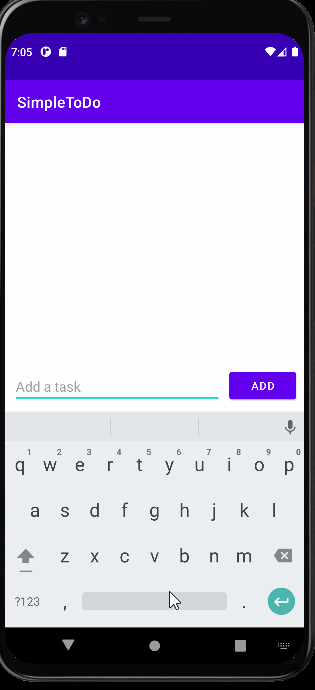 7:05
SimpleToDo
Add a task
ADD
1 2 3 4 5 6 7 8 9 0
q w e r t y u i o p
a s d f g h j k l
z x c v b n m
?123 , .